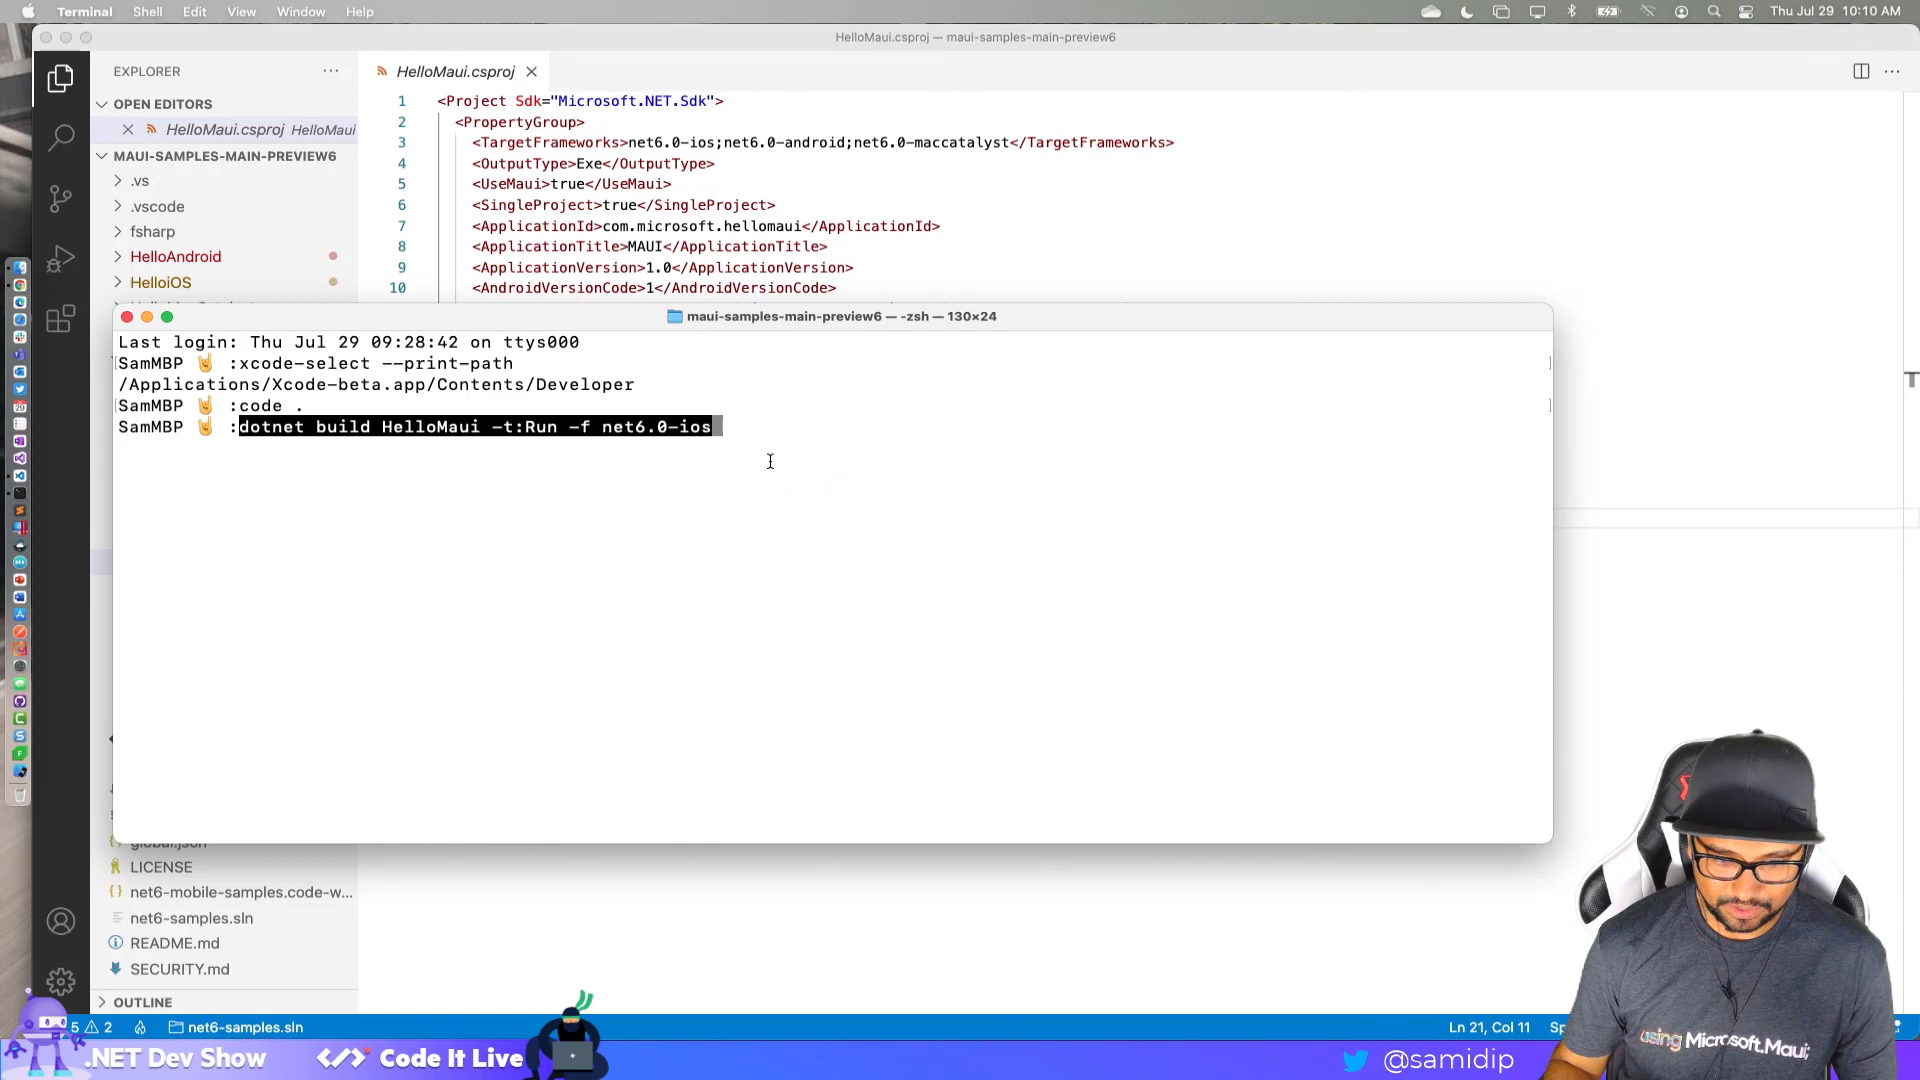 Terminal Shell Edit View Window Help Thu Jul 29 10:10 AM
HelloMaui.csproj — maui-samples-main-preview6
EXPLORER
HelloMaui.csproj
OPEN EDITORS
HelloMaui.csproj HelloMaui
MAUI-SAMPLES-MAIN-PREVIEW6
.vs
.vscode
fsharp
HelloAndroid
HelloiOS
1 <Project Sdk="Microsoft.NET.Sdk">
2 <PropertyGroup>
3 <TargetFrameworks>net6.0-ios;net6.0-android;net6.0-maccatalyst</TargetFrameworks>
4 <OutputType>Exe</OutputType>
5 <UseMaui>true</UseMaui>
6 <SingleProject>true</SingleProject>
7 <ApplicationId>com.microsoft.hellomaui</ApplicationId>
8 <ApplicationTitle>MAUI</ApplicationTitle>
9 <ApplicationVersion>1.0</ApplicationVersion>
10 <AndroidVersionCode>1</AndroidVersionCode>
maui-samples-main-preview6 — -zsh — 130×24
Last login: Thu Jul 29 09:28:42 on ttys000
SamMBP 🤘 :xcode-select --print-path
/Applications/Xcode-beta.app/Contents/Developer
SamMBP 🤘 :code .
SamMBP 🤘 :dotnet build HelloMaui -t:Run -f net6.0-ios
global.json
LICENSE
net6-mobile-samples.code-w...
net6-samples.sln
README.md
SECURITY.md
OUTLINE
5 2 net6-samples.sln Ln 21, Col 11
using Microsoft.Maui;
.NET Dev Show Code It Live @samidip